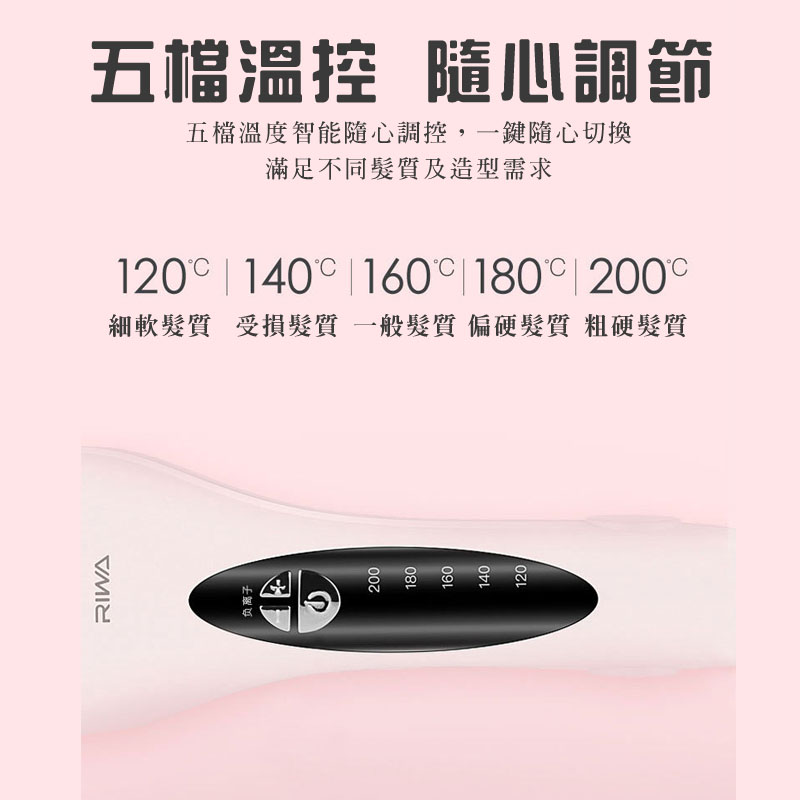 五檔溫控 隨心調節
五檔溫度智能隨心調控，一鍵隨心切換
滿足不同髮質及造型需求
120°C | 140°C | 160°C | 180°C | 200°C
細軟髮質 受損髮質 一般髮質 偏硬髮質 粗硬髮質
RIWA
负离子
200
180
160
140
120